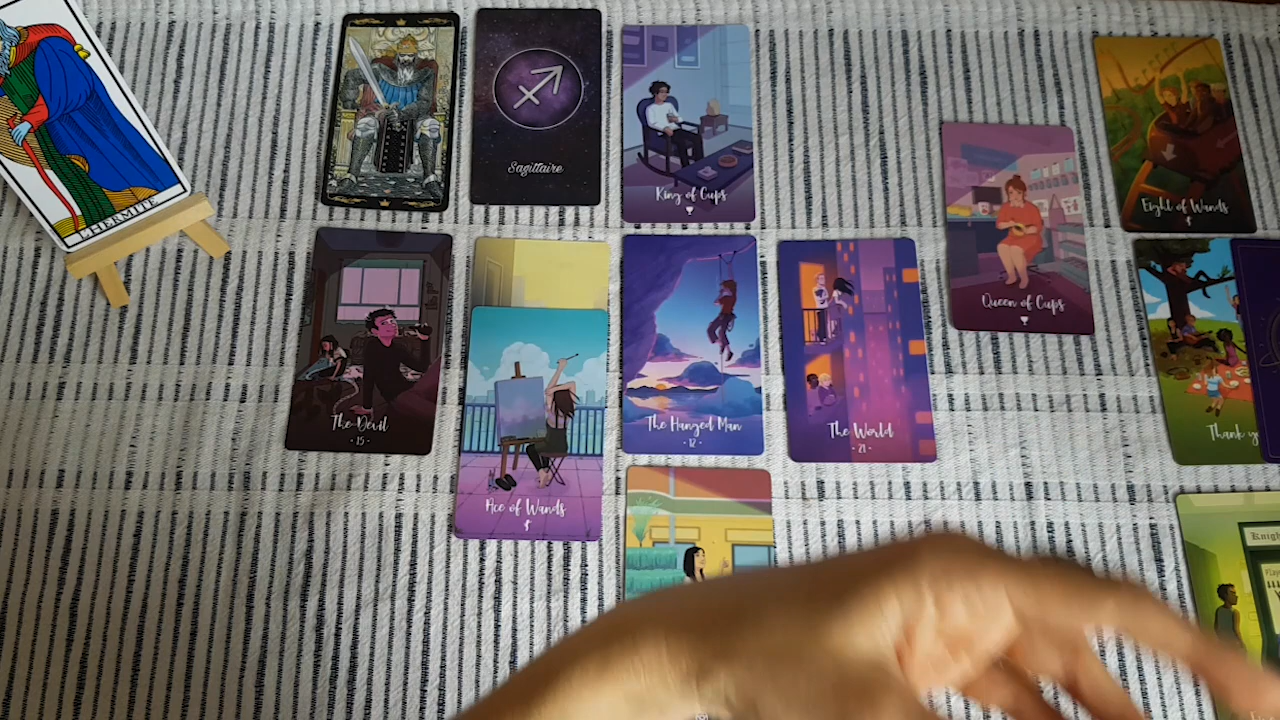 L'HERMITE
Sagittaire
King of Cups
Eight of Wands
Queen of Cups
The Devil
· 15 ·
Ace of Wands
The Hanged Man
· 12 ·
The World
· 21 ·
Thank y
Knigh